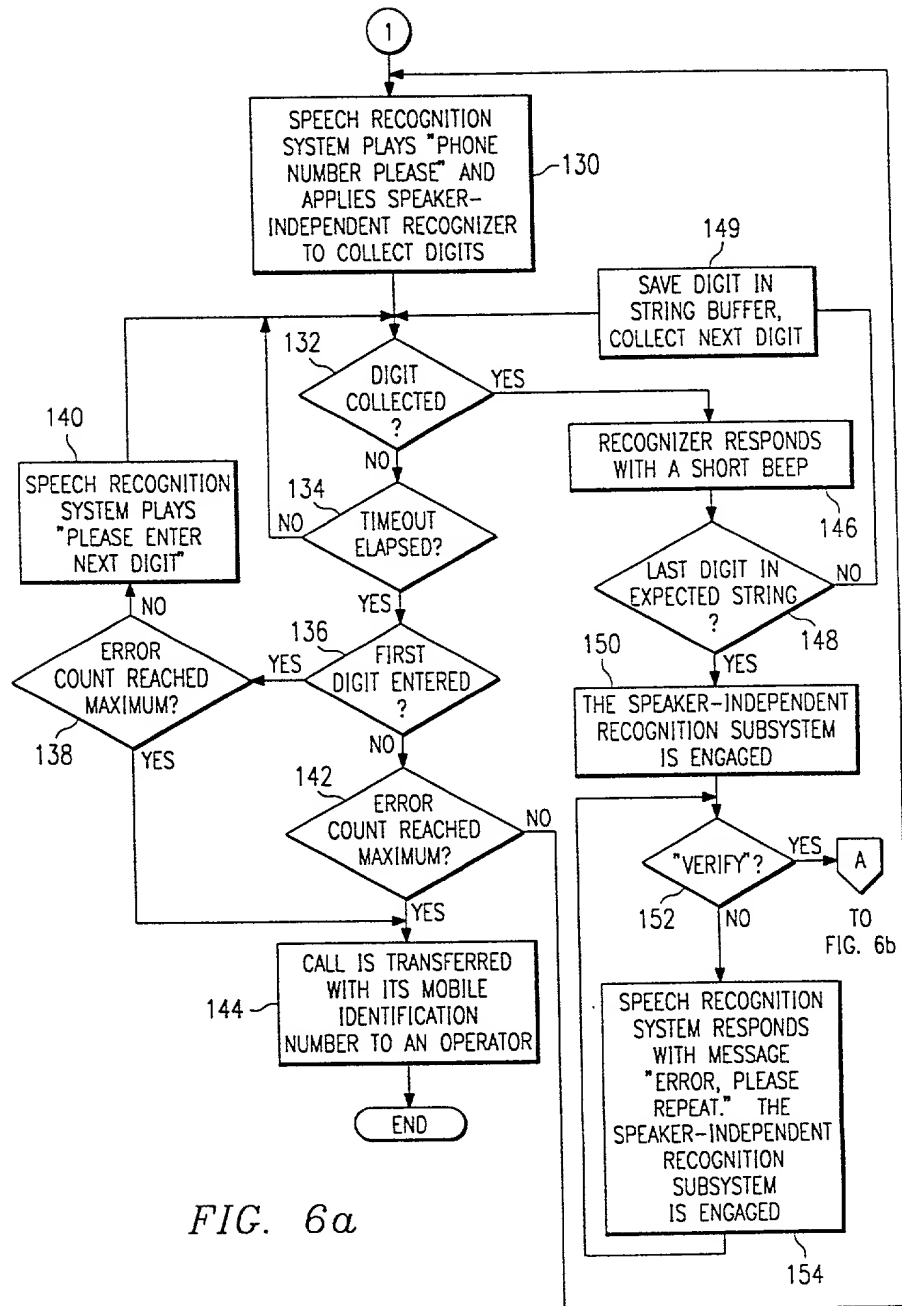 1
SPEECH RECOGNITION
SYSTEM PLAYS "PHONE
NUMBER PLEASE" AND
APPLIES SPEAKER-
INDEPENDENT RECOGNIZER
TO COLLECT DIGITS
130
149
SAVE DIGIT IN
STRING BUFFER,
COLLECT NEXT DIGIT
132
DIGIT
COLLECTED
?
YES
NO
140
SPEECH RECOGNITION
SYSTEM PLAYS
"PLEASE ENTER
NEXT DIGIT"
RECOGNIZER RESPONDS
WITH A SHORT BEEP
146
134
TIMEOUT
ELAPSED?
NO
YES
LAST DIGIT IN
EXPECTED STRING
?
NO
148
YES
136
FIRST
DIGIT ENTERED
?
YES
NO
NO
ERROR
COUNT REACHED
MAXIMUM?
138
YES
150
THE SPEAKER-INDEPENDENT
RECOGNITION SUBSYSTEM
IS ENGAGED
142
ERROR
COUNT REACHED
MAXIMUM?
NO
YES
"VERIFY"?
152
YES
NO
A
TO
FIG. 6b
144
CALL IS TRANSFERRED
WITH ITS MOBILE
IDENTIFICATION
NUMBER TO AN OPERATOR
END
SPEECH RECOGNITION
SYSTEM RESPONDS
WITH MESSAGE
"ERROR, PLEASE
REPEAT." THE
SPEAKER-INDEPENDENT
RECOGNITION
SUBSYSTEM
IS ENGAGED
154
FIG. 6a